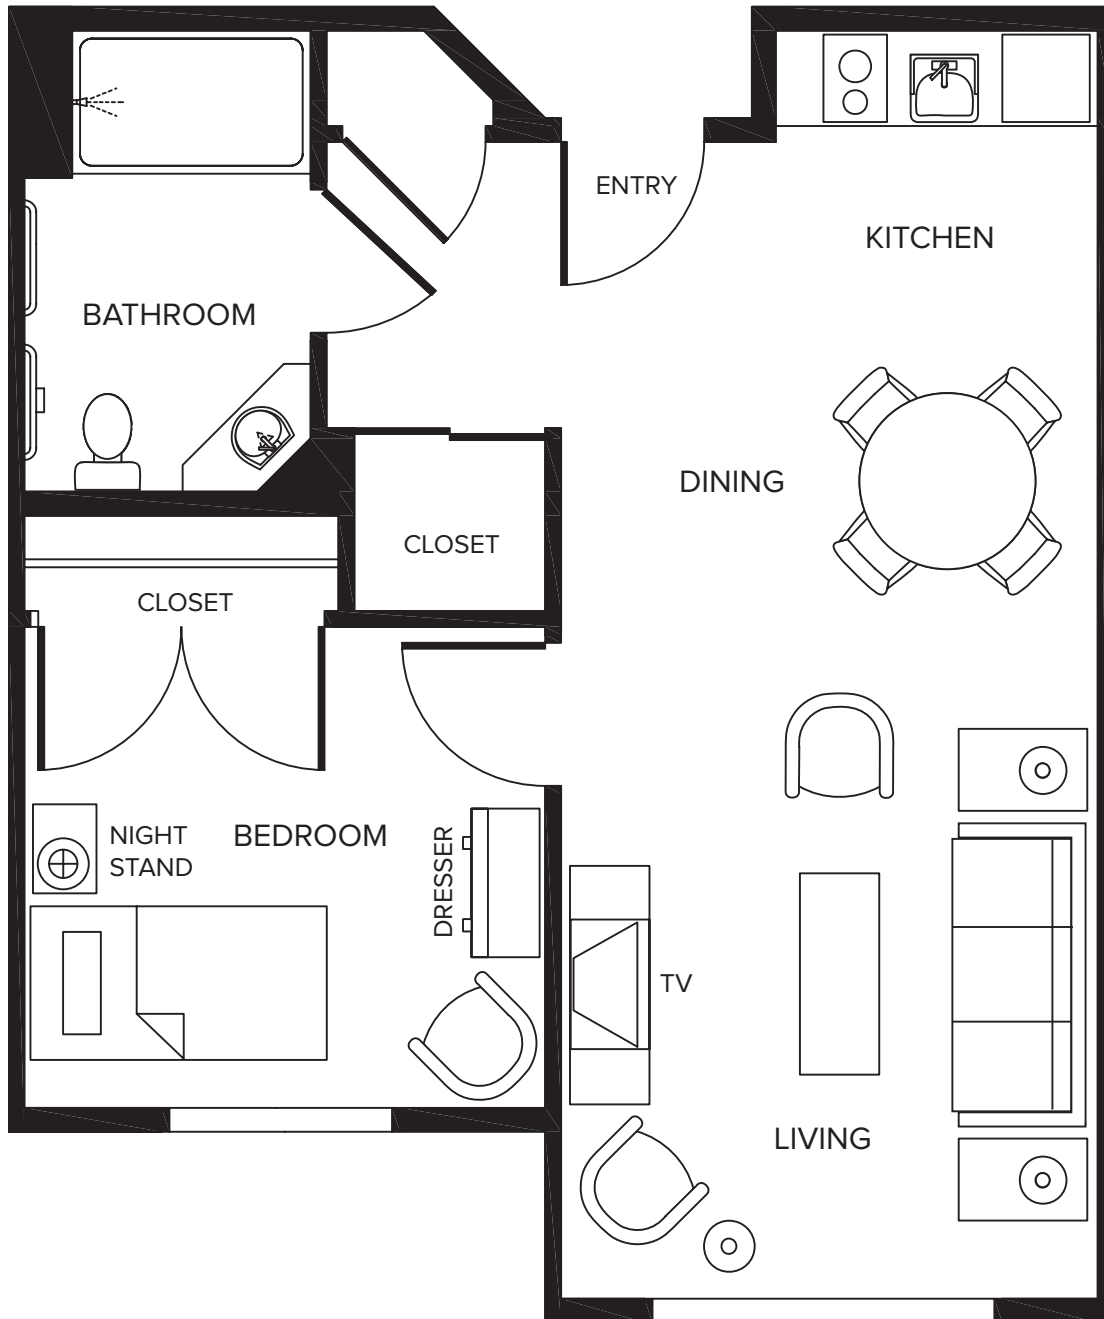 ENTRY
KITCHEN
BATHROOM
DINING
CLOSET
CLOSET
NIGHT
STAND
BEDROOM
DRESSER
TV
LIVING